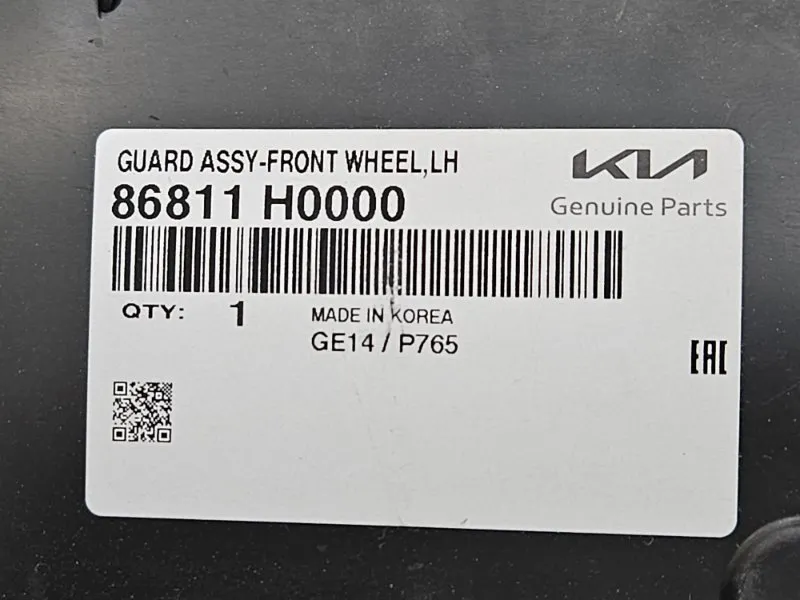 GUARD ASSY-FRONT WHEEL,LH
KIA
86811 H0000
Genuine Parts
QTY: 1
MADE IN KOREA
GE14 / P765
EAC